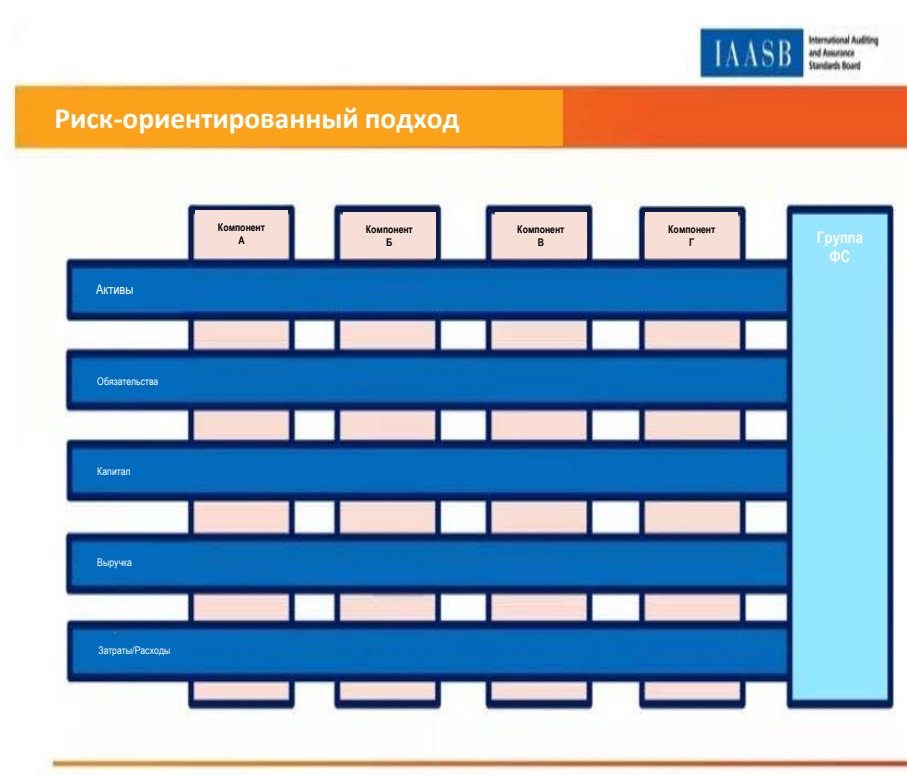 IAASB
International Auditing
and Assurance
Standards Board
Риск-ориентированный подход
Компонент
А
Компонент
Б
Компонент
В
Компонент
Г
Группа
ФС
Активы
Обязательства
Капитал
Выручка
Затраты/Расходы